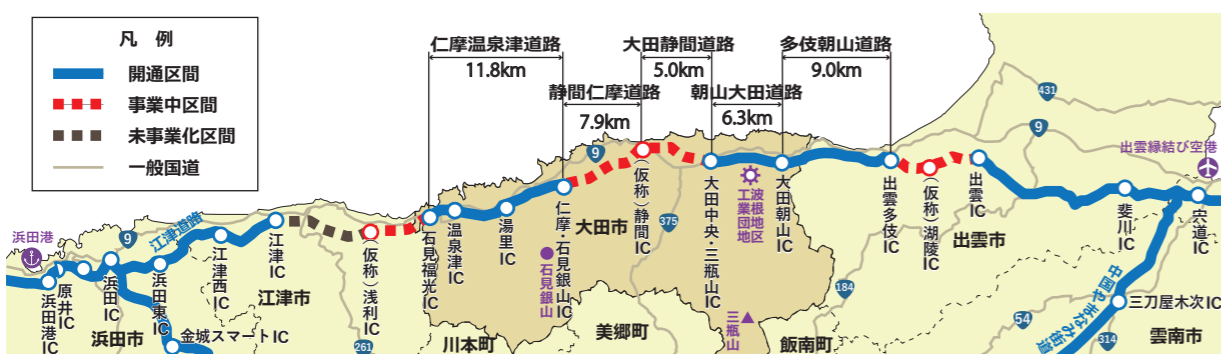 凡 例
開通区間
事業中区間
未事業化区間
一般国道
仁摩温泉津道路
11.8km
大田静間道路
5.0km
多伎朝山道路
9.0km
静間仁摩道路
7.9km
朝山大田道路
6.3km
431
9
出雲縁結び空港
9
375
184
54
314
261
9
浜田港
江津道路
浜田港IC
原井IC
浜田IC
浜田東IC
江津西IC
江津IC
(仮称)浅利IC
石見福光IC
温泉津IC
湯里IC
仁摩・石見銀山IC
(仮称)静間IC
大田中央・三瓶山IC
大田朝山IC
出雲多伎IC
(仮称)湖陵IC
出雲IC
斐川IC
宍道IC
三刀屋木次IC
金城スマートIC
中国やまなみ街道
波根地区
工業団地
石見銀山
三瓶山
浜田市
江津市
川本町
大田市
美郷町
飯南町
出雲市
雲南市